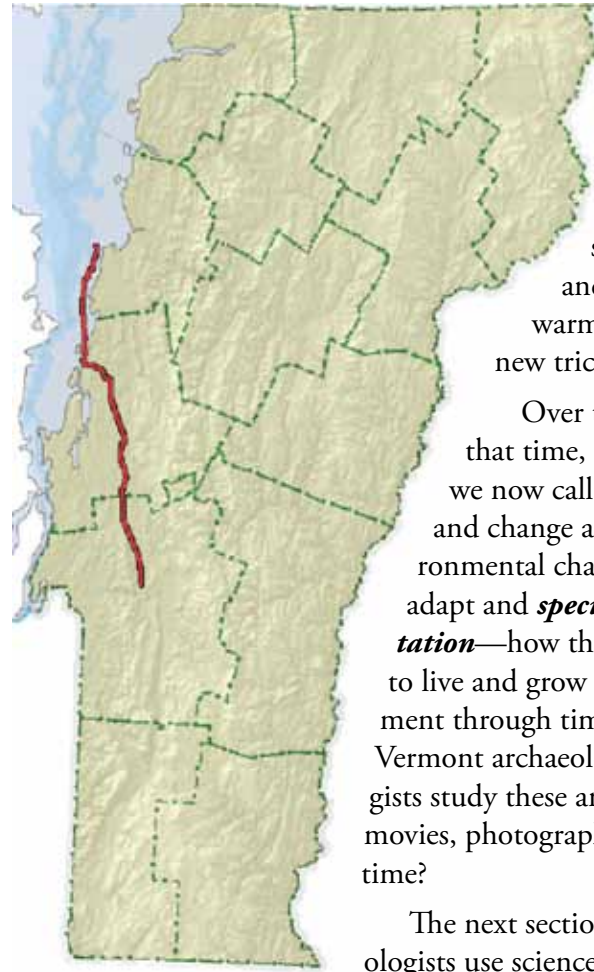 s
and
warm
new tric
Over t
that time,
we now call
and change a
ronmental cha
adapt and speci
tation—how th
to live and grow
ment through tim
Vermont archaeol
gists study these ar
movies, photograp
time?
The next sectio
ologists use science